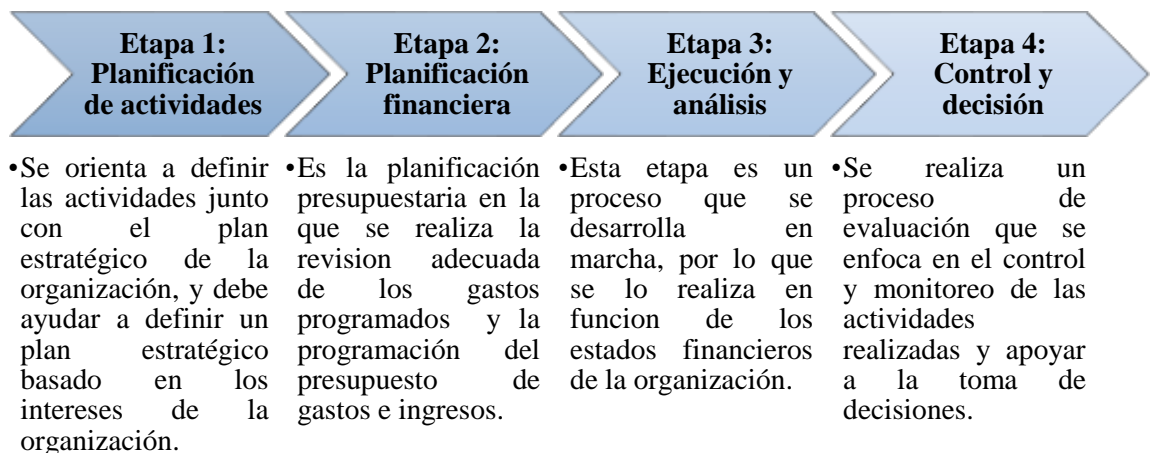 Etapa 1:
Planificación
de actividades
Etapa 2:
Planificación
financiera
Etapa 3:
Ejecución y
análisis
Etapa 4:
Control y
decisión
•Se orienta a definir
las actividades junto
con el plan
estratégico de la
organización, y debe
ayudar a definir un
plan estratégico
basado en los
intereses de la
organización.
•Es la planificación
presupuestaria en la
que se realiza la
revision adecuada
de los gastos
programados y la
programación del
presupuesto de
gastos e ingresos.
•Esta etapa es un
proceso que se
desarrolla en
marcha, por lo que
se lo realiza en
funcion de los
estados financieros
de la organización.
•Se realiza un
proceso de
evaluación que se
enfoca en el control
y monitoreo de las
actividades
realizadas y apoyar
a la toma de
decisiones.